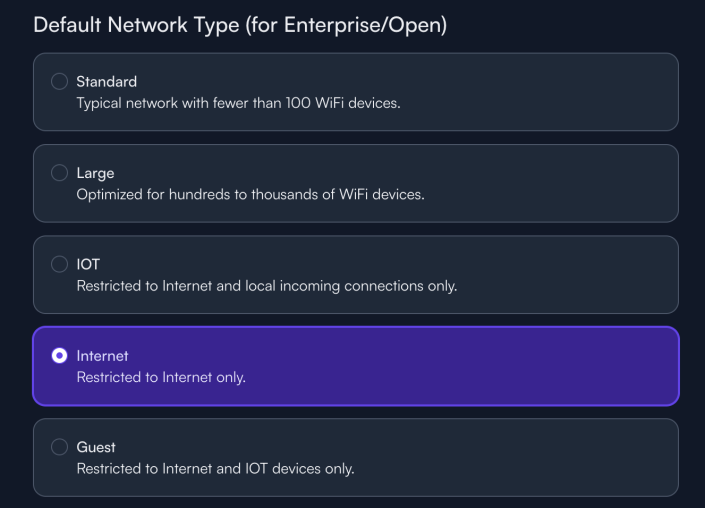 Default Network Type (for Enterprise/Open)
Standard
Typical network with fewer than 100 WiFi devices.
Large
Optimized for hundreds to thousands of WiFi devices.
IOT
Restricted to Internet and local incoming connections only.
Internet
Restricted to Internet only.
Guest
Restricted to Internet and IOT devices only.